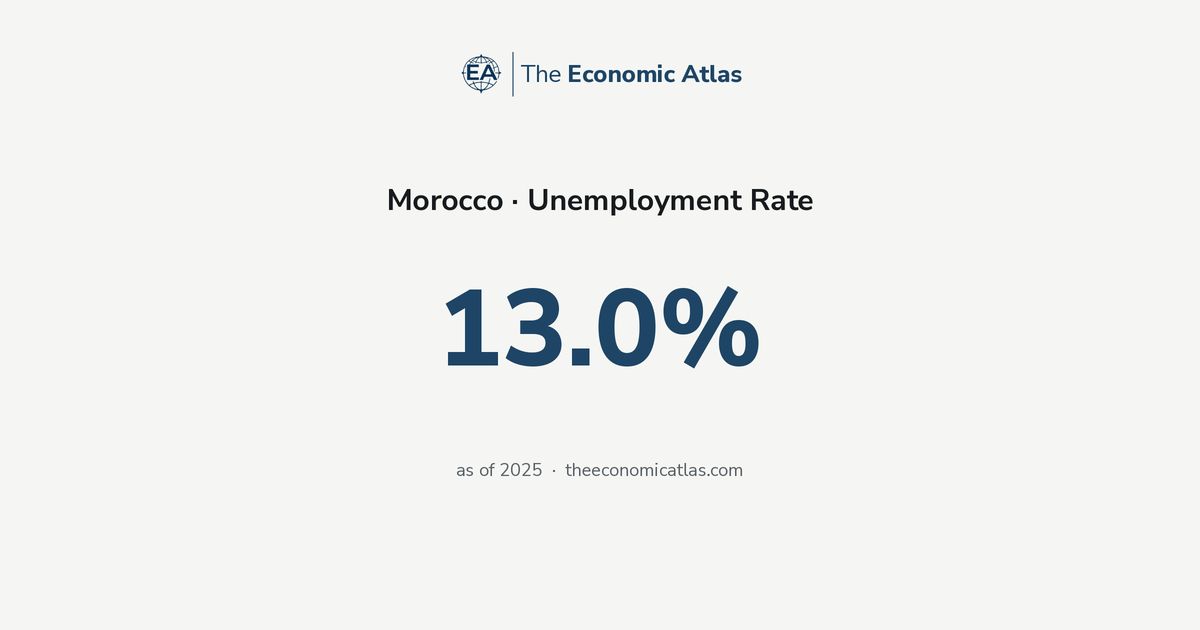 EA The Economic Atlas
Morocco · Unemployment Rate
13.0%
as of 2025 · theeconomicatlas.com